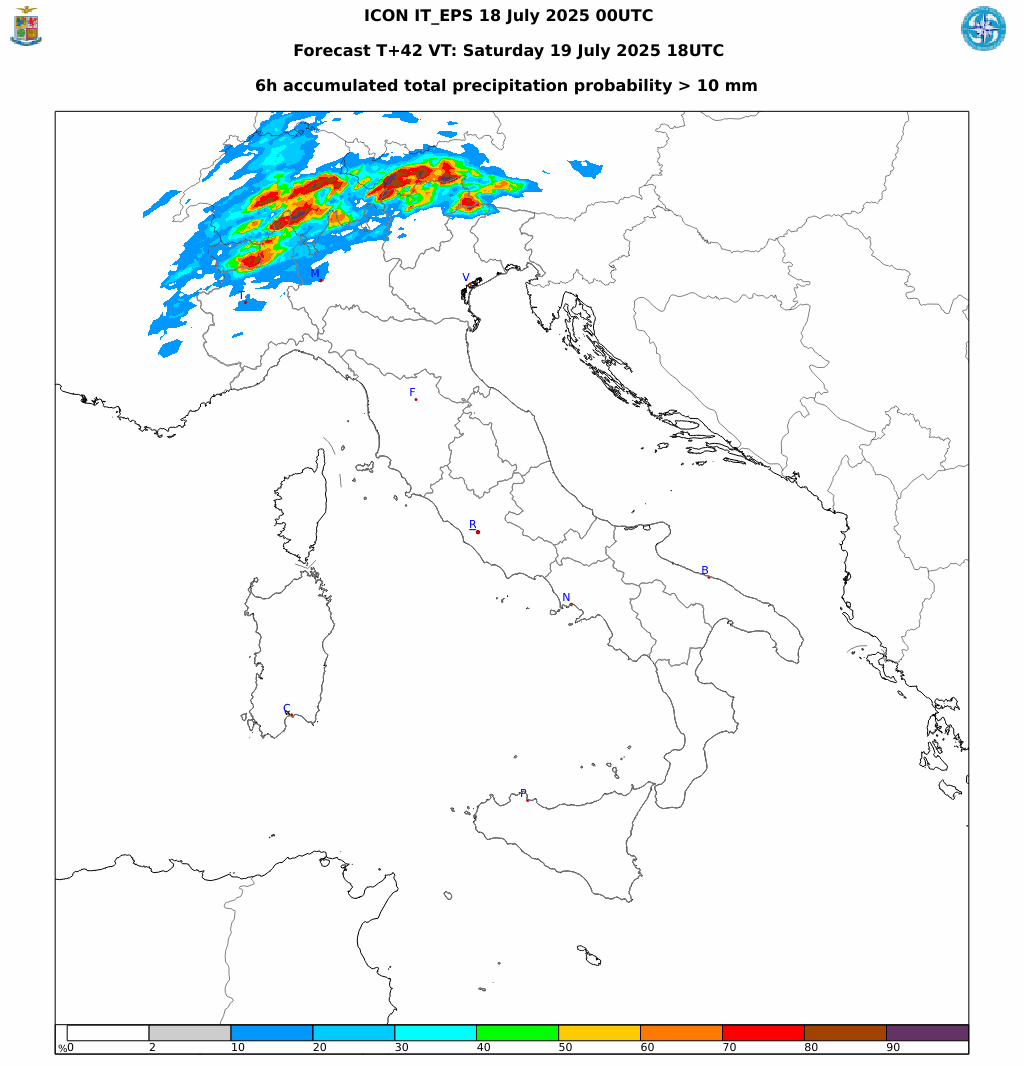 ICON IT_EPS 18 July 2025 00UTC
Forecast T+42 VT: Saturday 19 July 2025 18UTC
6h accumulated total precipitation probability > 10 mm
M
V
T
F
R
B
N
C
P
%0 2 10 20 30 40 50 60 70 80 90